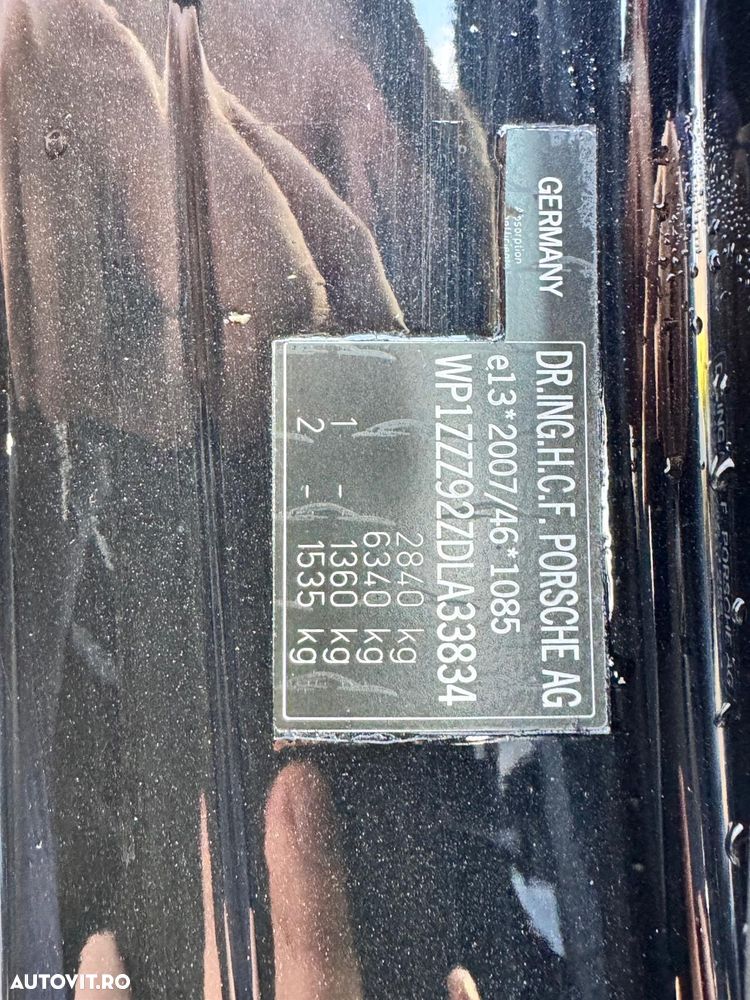 GERMANY
DR.ING.H.C.F. PORSCHE AG
e13*2007/46*1085
WP1ZZZ92ZDLA33834
2840 kg
6340 kg
1 - 1360 kg
2 - 1535 kg
AUTOVIT.RO